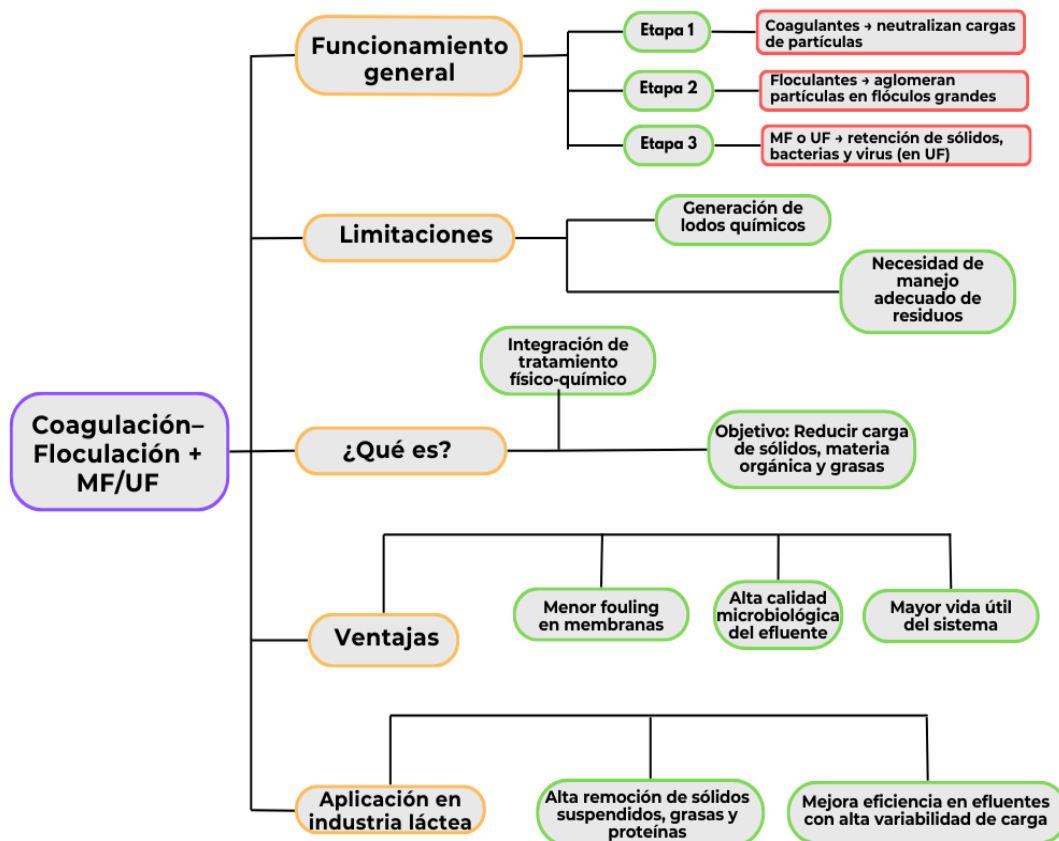 Funcionamiento
general
Etapa 1
Coagulantes → neutralizan cargas
de partículas
Etapa 2
Floculantes → aglomeran
partículas en flóculos grandes
Etapa 3
MF o UF → retención de sólidos,
bacterias y virus (en UF)
Limitaciones
Generación de
lodos químicos
Necesidad de
manejo
adecuado de
residuos
Coagulación–
Floculación +
MF/UF
¿Qué es?
Integración de
tratamiento
físico-químico
Objetivo: Reducir carga
de sólidos, materia
orgánica y grasas
Ventajas
Menor fouling
en membranas
Alta calidad
microbiológica
del efluente
Mayor vida útil
del sistema
Aplicación en
industria láctea
Alta remoción de sólidos
suspendidos, grasas y
proteínas
Mejora eficiencia en efluentes
con alta variabilidad de carga